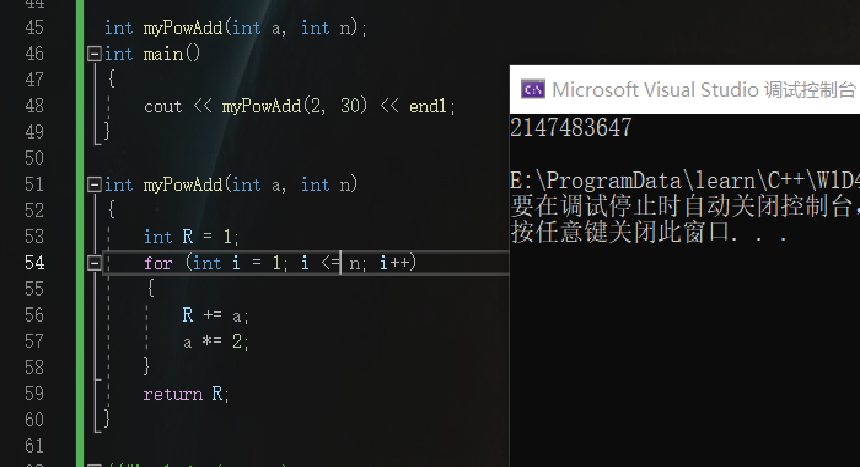 44
45 int myPowAdd(int a, int n);
46 int main()
47 {
48 cout << myPowAdd(2, 30) << endl;
49 }
50
51 int myPowAdd(int a, int n)
52 {
53 int R = 1;
54 for (int i = 1; i <= n; i++)
55 {
56 R += a;
57 a *= 2;
58 }
59 return R;
60 }
61
C:\ Microsoft Visual Studio 调试控制台
2147483647
E:\ProgramData\learn\C++\W1D4
要在调试停止时自动关闭控制台，
按任意键关闭此窗口. . .